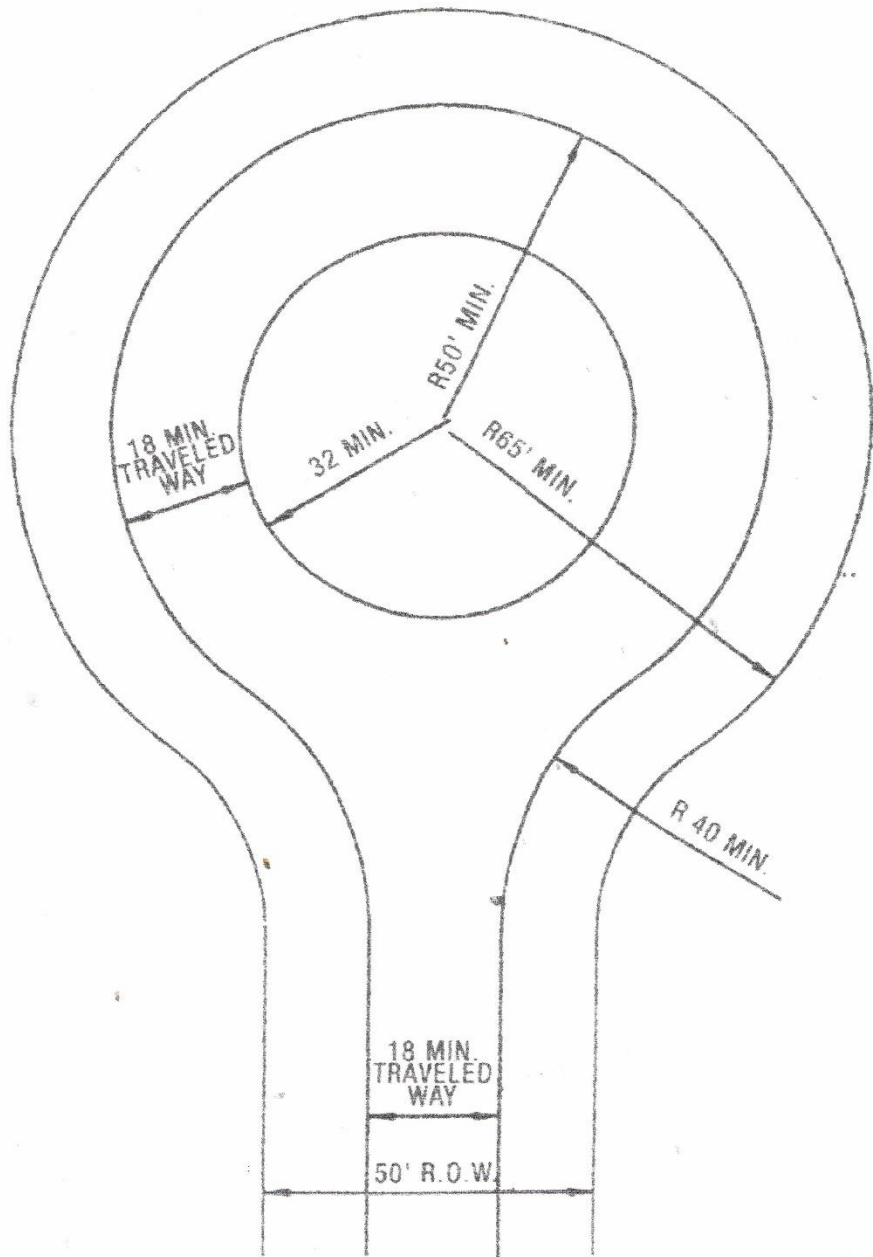 R50' MIN.
18 MIN.
TRAVELED
WAY
32 MIN.
R65' MIN.
R 40 MIN.
18 MIN.
TRAVELED
WAY
50' R.O.W.